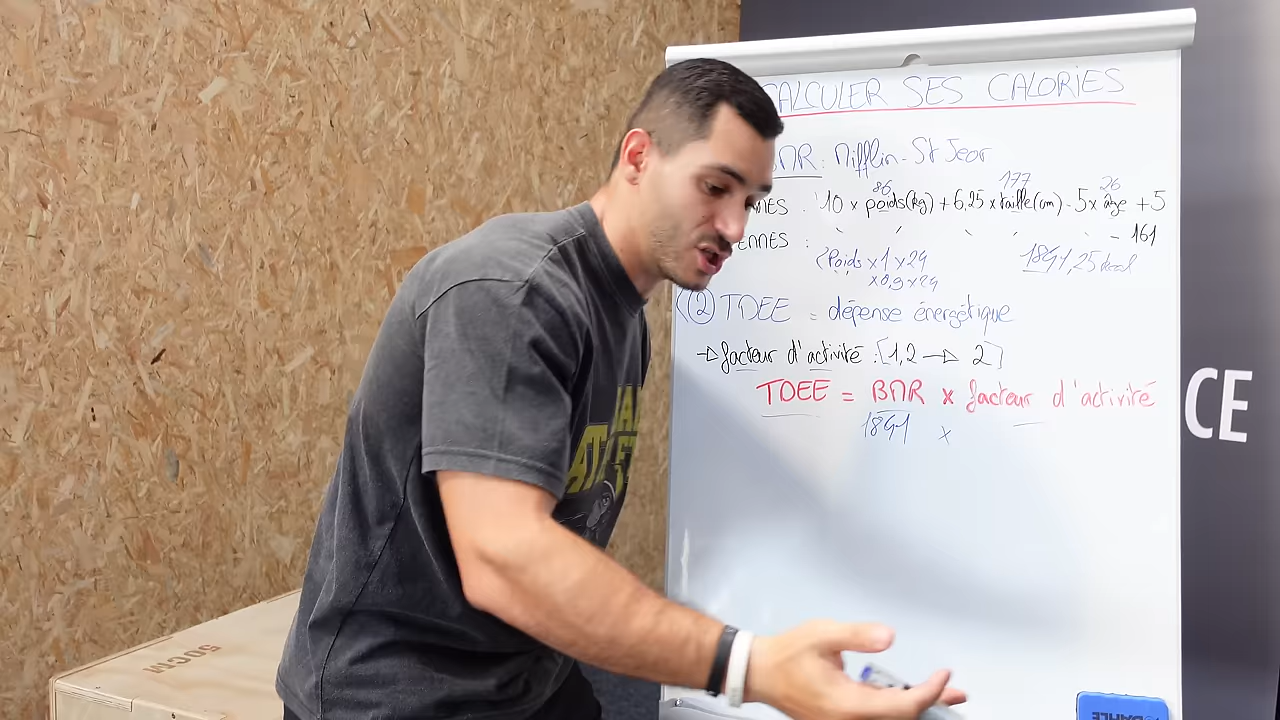 CALCULER SES CALORIES
BMR : Mifflin-St Jeor
86 177 26
MES : 10 x poids(kg) + 6,25 x taille(cm) - 5 x age + 5
ENNES : - 161
(Poids x 1 x 24 1891,25 kcal
x 0,9 x 24
(2) TDEE = dépense énergétique
→ facteur d'activité : [1,2 → 2]
TDEE = BMR x facteur d'activité
1891 x
CE
50CM